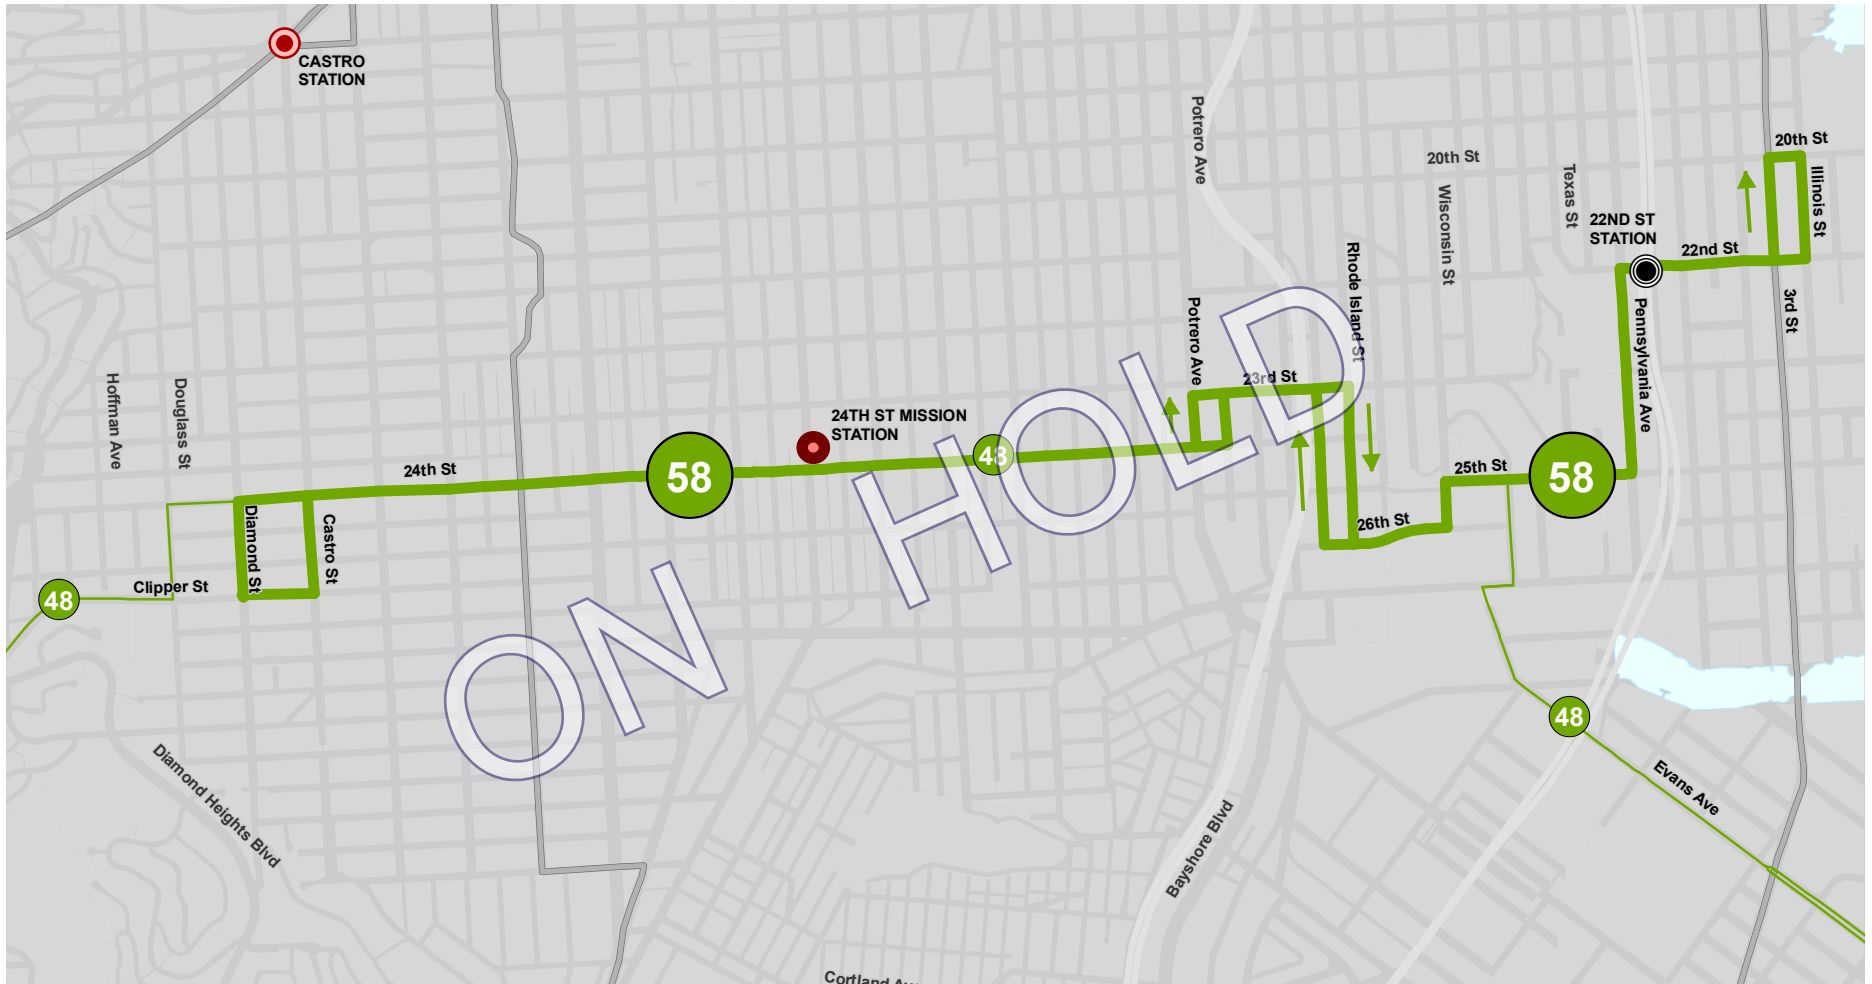 CASTRO
STATION
Potrero Ave
20th St
20th St
Texas St
Illinois St
Wisconsin St
22ND ST
STATION
22nd St
Rhode Island St
3rd St
Potrero Ave
Pennsylvania Ave
23rd St
Hoffman Ave
Douglass St
24TH ST MISSION
STATION
24th St
58
48
25th St
58
26th St
Diamond St
Castro St
Clipper St
48
ON HOLD
48
Evans Ave
Diamond Heights Blvd
Bayshore Blvd
Cortland